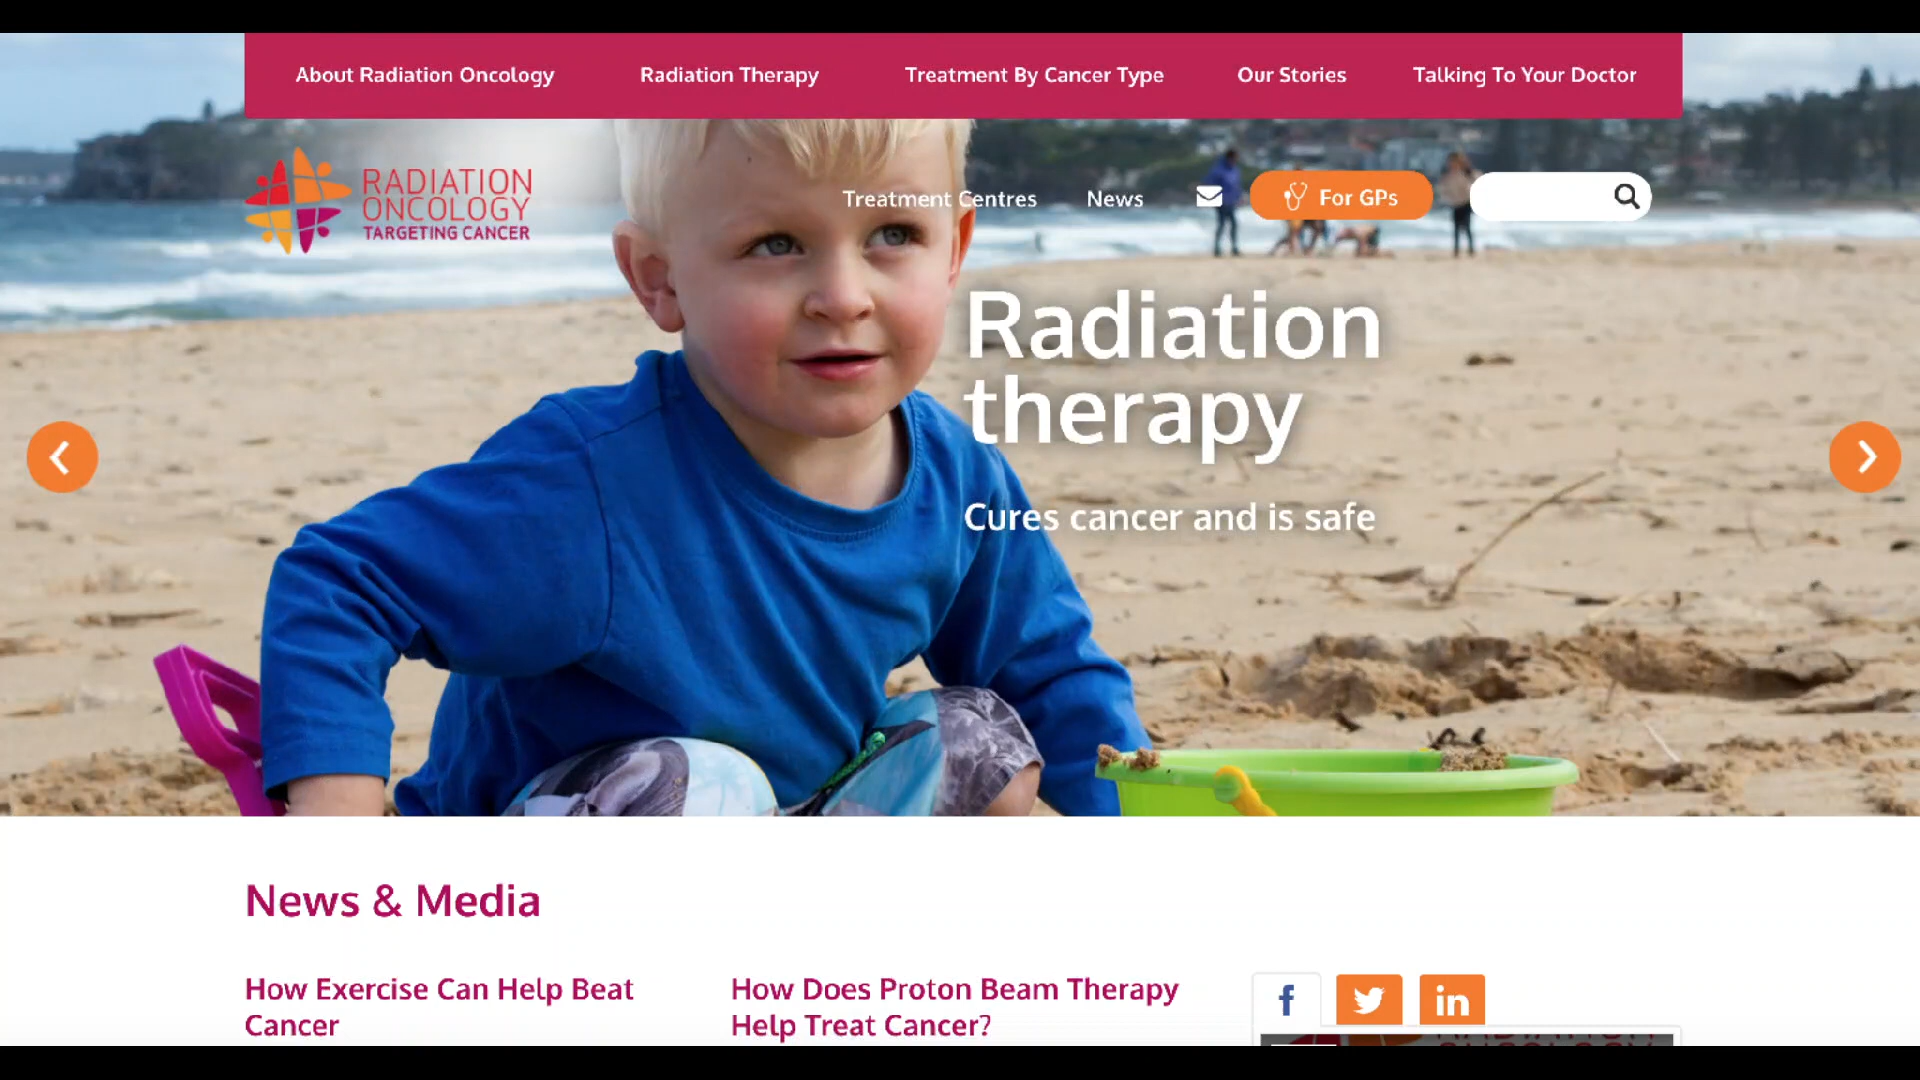 About Radiation Oncology
Radiation Therapy
Treatment By Cancer Type
Our Stories
Talking To Your Doctor
RADIATION
ONCOLOGY
TARGETING CANCER
Treatment Centres
News
For GPs
Radiation
therapy
Cures cancer and is safe
News & Media
How Exercise Can Help Beat
Cancer
How Does Proton Beam Therapy
Help Treat Cancer?
f
in